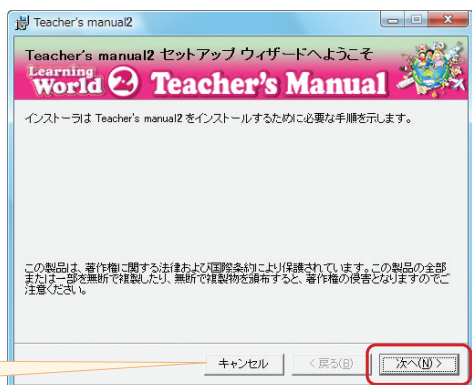 Teacher's manual2
Teacher's manual2 セットアップ ウィザードへようこそ
Learning
World 2 Teacher's Manual
インストーラは Teacher's manual2 をインストールするために必要な手順を示します。
この製品は、著作権に関する法律および国際条約により保護されています。この製品の全部
または一部を無断で複製したり、無断で複製物を頒布すると、著作権の侵害となりますのでご
注意ください。
キャンセル < 戻る(B) 次へ(N) >